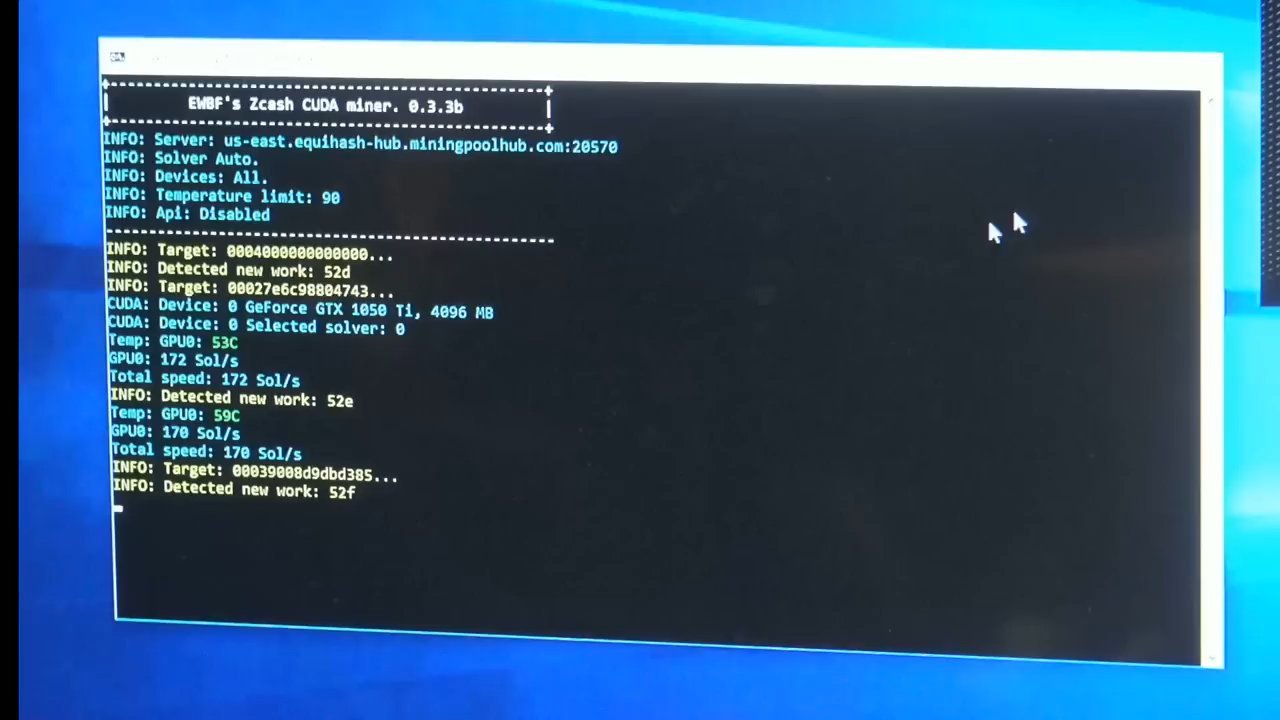 EWBF's Zcash CUDA miner. 0.3.3b
INFO: Server: us-east.equihash-hub.miningpoolhub.com:20570
INFO: Solver Auto.
INFO: Devices: All.
INFO: Temperature limit: 90
INFO: Api: Disabled
INFO: Target: 0004000000000000...
INFO: Detected new work: 52d
INFO: Target: 00027e6c98804743...
CUDA: Device: 0 GeForce GTX 1050 Ti, 4096 MB
CUDA: Device: 0 Selected solver: 0
Temp: GPU0: 53C
GPU0: 172 Sol/s
Total speed: 172 Sol/s
INFO: Detected new work: 52e
Temp: GPU0: 59C
GPU0: 170 Sol/s
Total speed: 170 Sol/s
INFO: Target: 00039008d9dbd385...
INFO: Detected new work: 52f